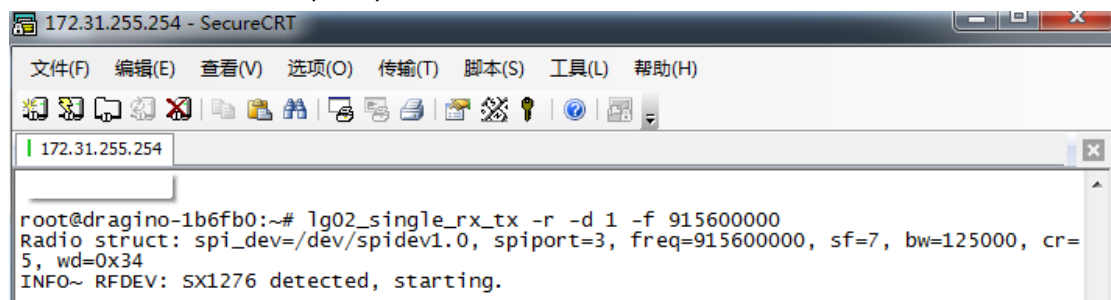 172.31.255.254 - SecureCRT
文件(F) 编辑(E) 查看(V) 选项(O) 传输(T) 脚本(S) 工具(L) 帮助(H)
172.31.255.254
root@dragino-1b6fb0:~# lg02_single_rx_tx -r -d 1 -f 915600000
Radio struct: spi_dev=/dev/spidev1.0, spiport=3, freq=915600000, sf=7, bw=125000, cr=
5, wd=0x34
INFO~ RFDEV: SX1276 detected, starting.